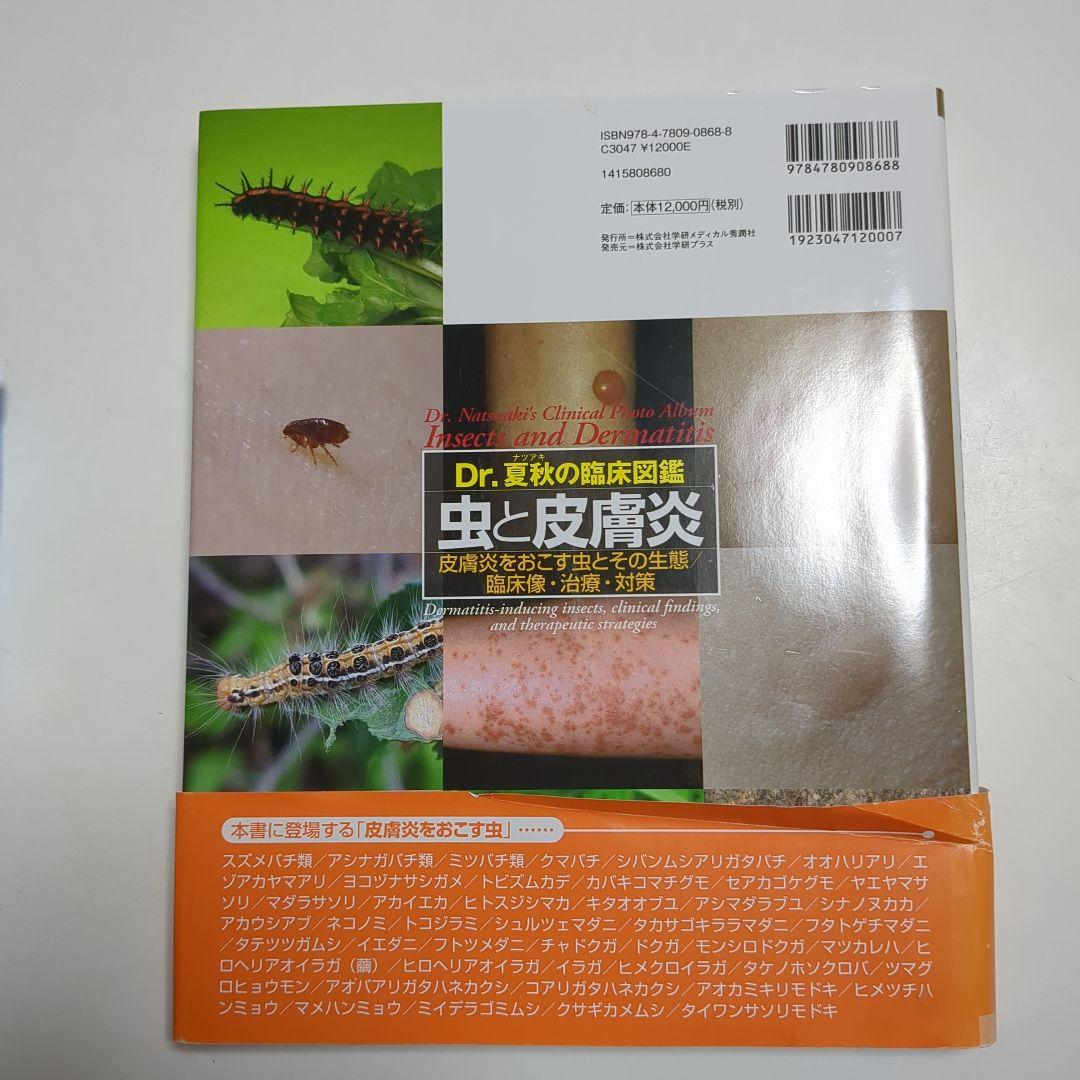 ISBN978-4-7809-0868-8
C3047 ¥12000E
9784780908688
1415808680
定価:本体12,000円(税別)
1923047120007
発行所=株式会社学研メディカル秀潤社
発売元=株式会社学研プラス
Dr. Natsuaki's Clinical Photo Album
Insects and Dermatitis
ナツアキ
Dr.夏秋の臨床図鑑
虫と皮膚炎
皮膚炎をおこす虫とその生態/
臨床像・治療・対策
Dermatitis-inducing insects, clinical findings,
and therapeutic strategies
本書に登場する「皮膚炎をおこす虫」……
スズメバチ類/アシナガバチ類/ミツバチ類/クマバチ/シバンムシアリガタバチ/オオハリアリ/エ
ゾアカヤマアリ/ヨコヅナサシガメ/トビズムカデ/カバキコマチグモ/セアカゴケグモ/ヤエヤマサ
ソリ/マダラサソリ/アカイエカ/ヒトスジシマカ/キタオオブユ/アシマダラブユ/シナノヌカカ/
アカウシアブ/ネコノミ/トコジラミ/シュルツェマダニ/タカサゴキララマダニ/フタトゲチマダニ
/タテツツガムシ/イエダニ/フトツメダニ/チャドクガ/ドクガ/モンシロドクガ/マツカレハ/ヒ
ロヘリアオイラガ(繭)/ヒロヘリアオイラガ/イラガ/ヒメクロイラガ/タケノホソクロバ/ツマグ
ロヒョウモン/アオバアリガタハネカクシ/コアリガタハネカクシ/アオカミキリモドキ/ヒメツチハ
ンミョウ/マメハンミョウ/ミイデラゴミムシ/クサギカメムシ/タイワンサソリモドキ